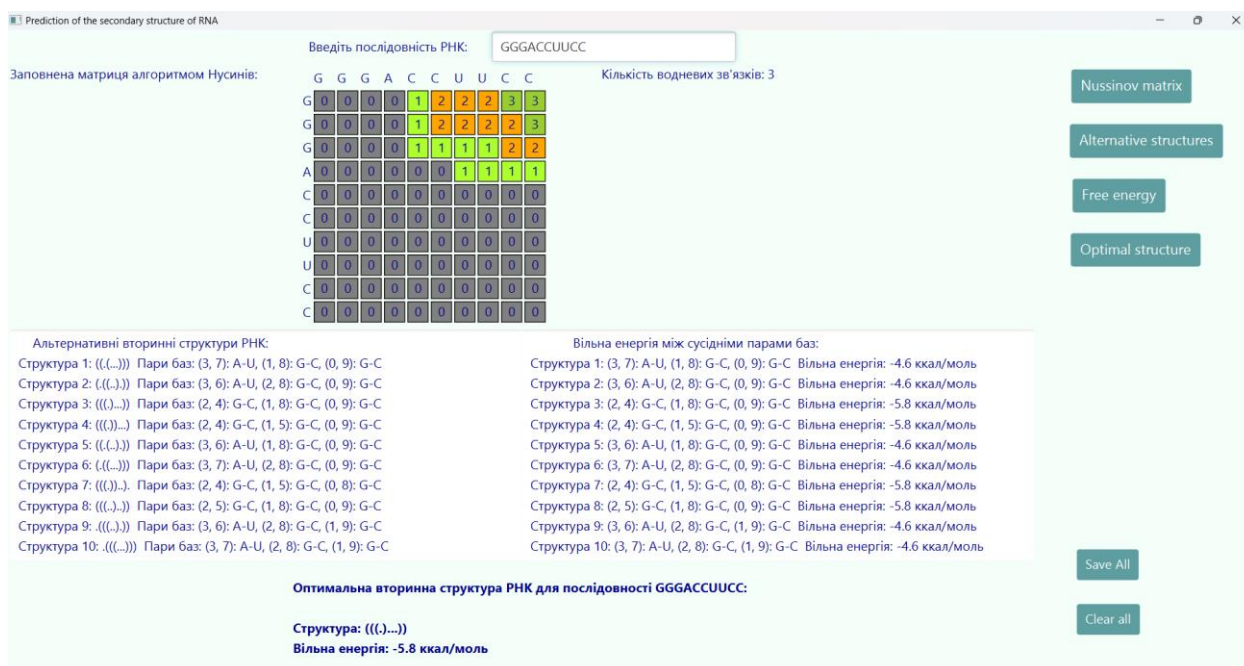 Prediction of the secondary structure of RNA
Введіть послідовність РНК: GGGACCUUCC
Заповнена матриця алгоритмом Нусинів:
Кількість водневих зв'язків: 3
G G G A C C U U C C
G 0 0 0 0 1 2 2 2 3 3
G 0 0 0 0 1 2 2 2 2 3
G 0 0 0 0 1 1 1 1 2 2
A 0 0 0 0 0 0 1 1 1 1
C 0 0 0 0 0 0 0 0 0 0
C 0 0 0 0 0 0 0 0 0 0
U 0 0 0 0 0 0 0 0 0 0
U 0 0 0 0 0 0 0 0 0 0
C 0 0 0 0 0 0 0 0 0 0
C 0 0 0 0 0 0 0 0 0 0
Nussinov matrix
Alternative structures
Free energy
Optimal structure
Альтернативні вторинні структури РНК:
Структура 1: ((.(...))) Пари баз: (3, 7): A-U, (1, 8): G-C, (0, 9): G-C
Структура 2: (.((..).)) Пари баз: (3, 6): A-U, (2, 8): G-C, (0, 9): G-C
Структура 3: (((.)...)) Пари баз: (2, 4): G-C, (1, 8): G-C, (0, 9): G-C
Структура 4: (((.))...) Пари баз: (2, 4): G-C, (1, 5): G-C, (0, 9): G-C
Структура 5: ((.(..).)) Пари баз: (3, 6): A-U, (1, 8): G-C, (0, 9): G-C
Структура 6: (.((...))) Пари баз: (3, 7): A-U, (2, 8): G-C, (0, 9): G-C
Структура 7: (((.))..). Пари баз: (2, 4): G-C, (1, 5): G-C, (0, 8): G-C
Структура 8: (((..)..)) Пари баз: (2, 5): G-C, (1, 8): G-C, (0, 9): G-C
Структура 9: .(((..).)) Пари баз: (3, 6): A-U, (2, 8): G-C, (1, 9): G-C
Структура 10: .(((...))) Пари баз: (3, 7): A-U, (2, 8): G-C, (1, 9): G-C
Вільна енергія між сусідніми парами баз:
Структура 1: (3, 7): A-U, (1, 8): G-C, (0, 9): G-C Вільна енергія: -4.6 ккал/моль
Структура 2: (3, 6): A-U, (2, 8): G-C, (0, 9): G-C Вільна енергія: -4.6 ккал/моль
Структура 3: (2, 4): G-C, (1, 8): G-C, (0, 9): G-C Вільна енергія: -5.8 ккал/моль
Структура 4: (2, 4): G-C, (1, 5): G-C, (0, 9): G-C Вільна енергія: -5.8 ккал/моль
Структура 5: (3, 6): A-U, (1, 8): G-C, (0, 9): G-C Вільна енергія: -4.6 ккал/моль
Структура 6: (3, 7): A-U, (2, 8): G-C, (0, 9): G-C Вільна енергія: -4.6 ккал/моль
Структура 7: (2, 4): G-C, (1, 5): G-C, (0, 8): G-C Вільна енергія: -5.8 ккал/моль
Структура 8: (2, 5): G-C, (1, 8): G-C, (0, 9): G-C Вільна енергія: -5.8 ккал/моль
Структура 9: (3, 6): A-U, (2, 8): G-C, (1, 9): G-C Вільна енергія: -4.6 ккал/моль
Структура 10: (3, 7): A-U, (2, 8): G-C, (1, 9): G-C Вільна енергія: -4.6 ккал/моль
Save All
Clear all
Оптимальна вторинна структура РНК для послідовності GGGACCUUCC:
Структура: (((.)...))
Вільна енергія: -5.8 ккал/моль